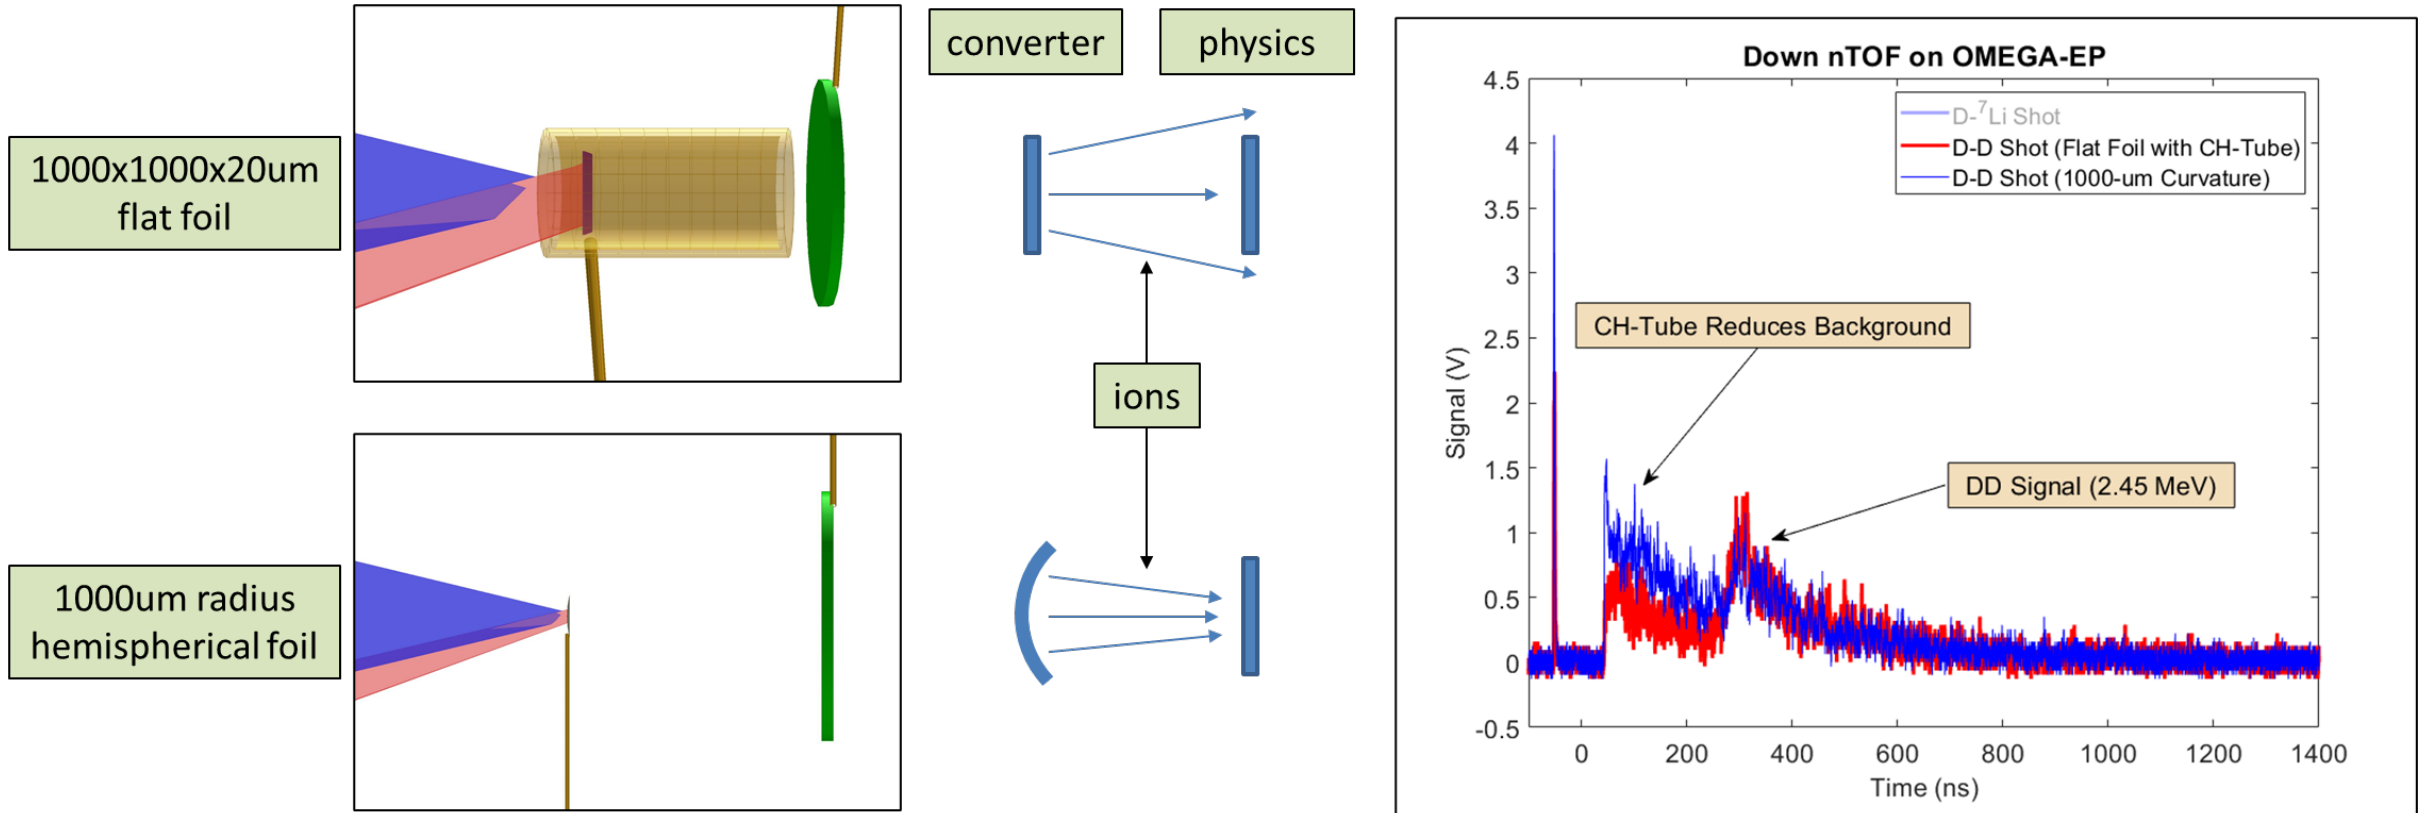 1000x1000x20um
flat foil
1000um radius
hemispherical foil
converter
physics
ions
Down nTOF on OMEGA-EP
D-⁷Li Shot
D-D Shot (Flat Foil with CH-Tube)
D-D Shot (1000-um Curvature)
CH-Tube Reduces Background
DD Signal (2.45 MeV)
Signal (V)
4.5
4
3.5
3
2.5
2
1.5
1
0.5
0
-0.5
0
200
400
600
800
1000
1200
1400
Time (ns)